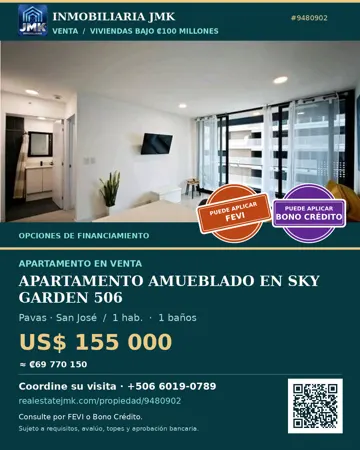 JMK
INMOBILIARIA JMK
#9480902
VENTA / VIVIENDAS BAJO ₡100 MILLONES
PUEDE APLICAR
FEVI
PUEDE APLICAR
BONO CRÉDITO
OPCIONES DE FINANCIAMIENTO
APARTAMENTO EN VENTA
APARTAMENTO AMUEBLADO EN SKY
GARDEN 506
Pavas · San José / 1 hab. · 1 baños
US$ 155 000
≈ ₡69 770 150
Coordine su visita · +506 6019-0789
realestatejmk.com/propiedad/9480902
Consulte por FEVI o Bono Crédito.
Sujeto a requisitos, avalúo, topes y aprobación bancaria.